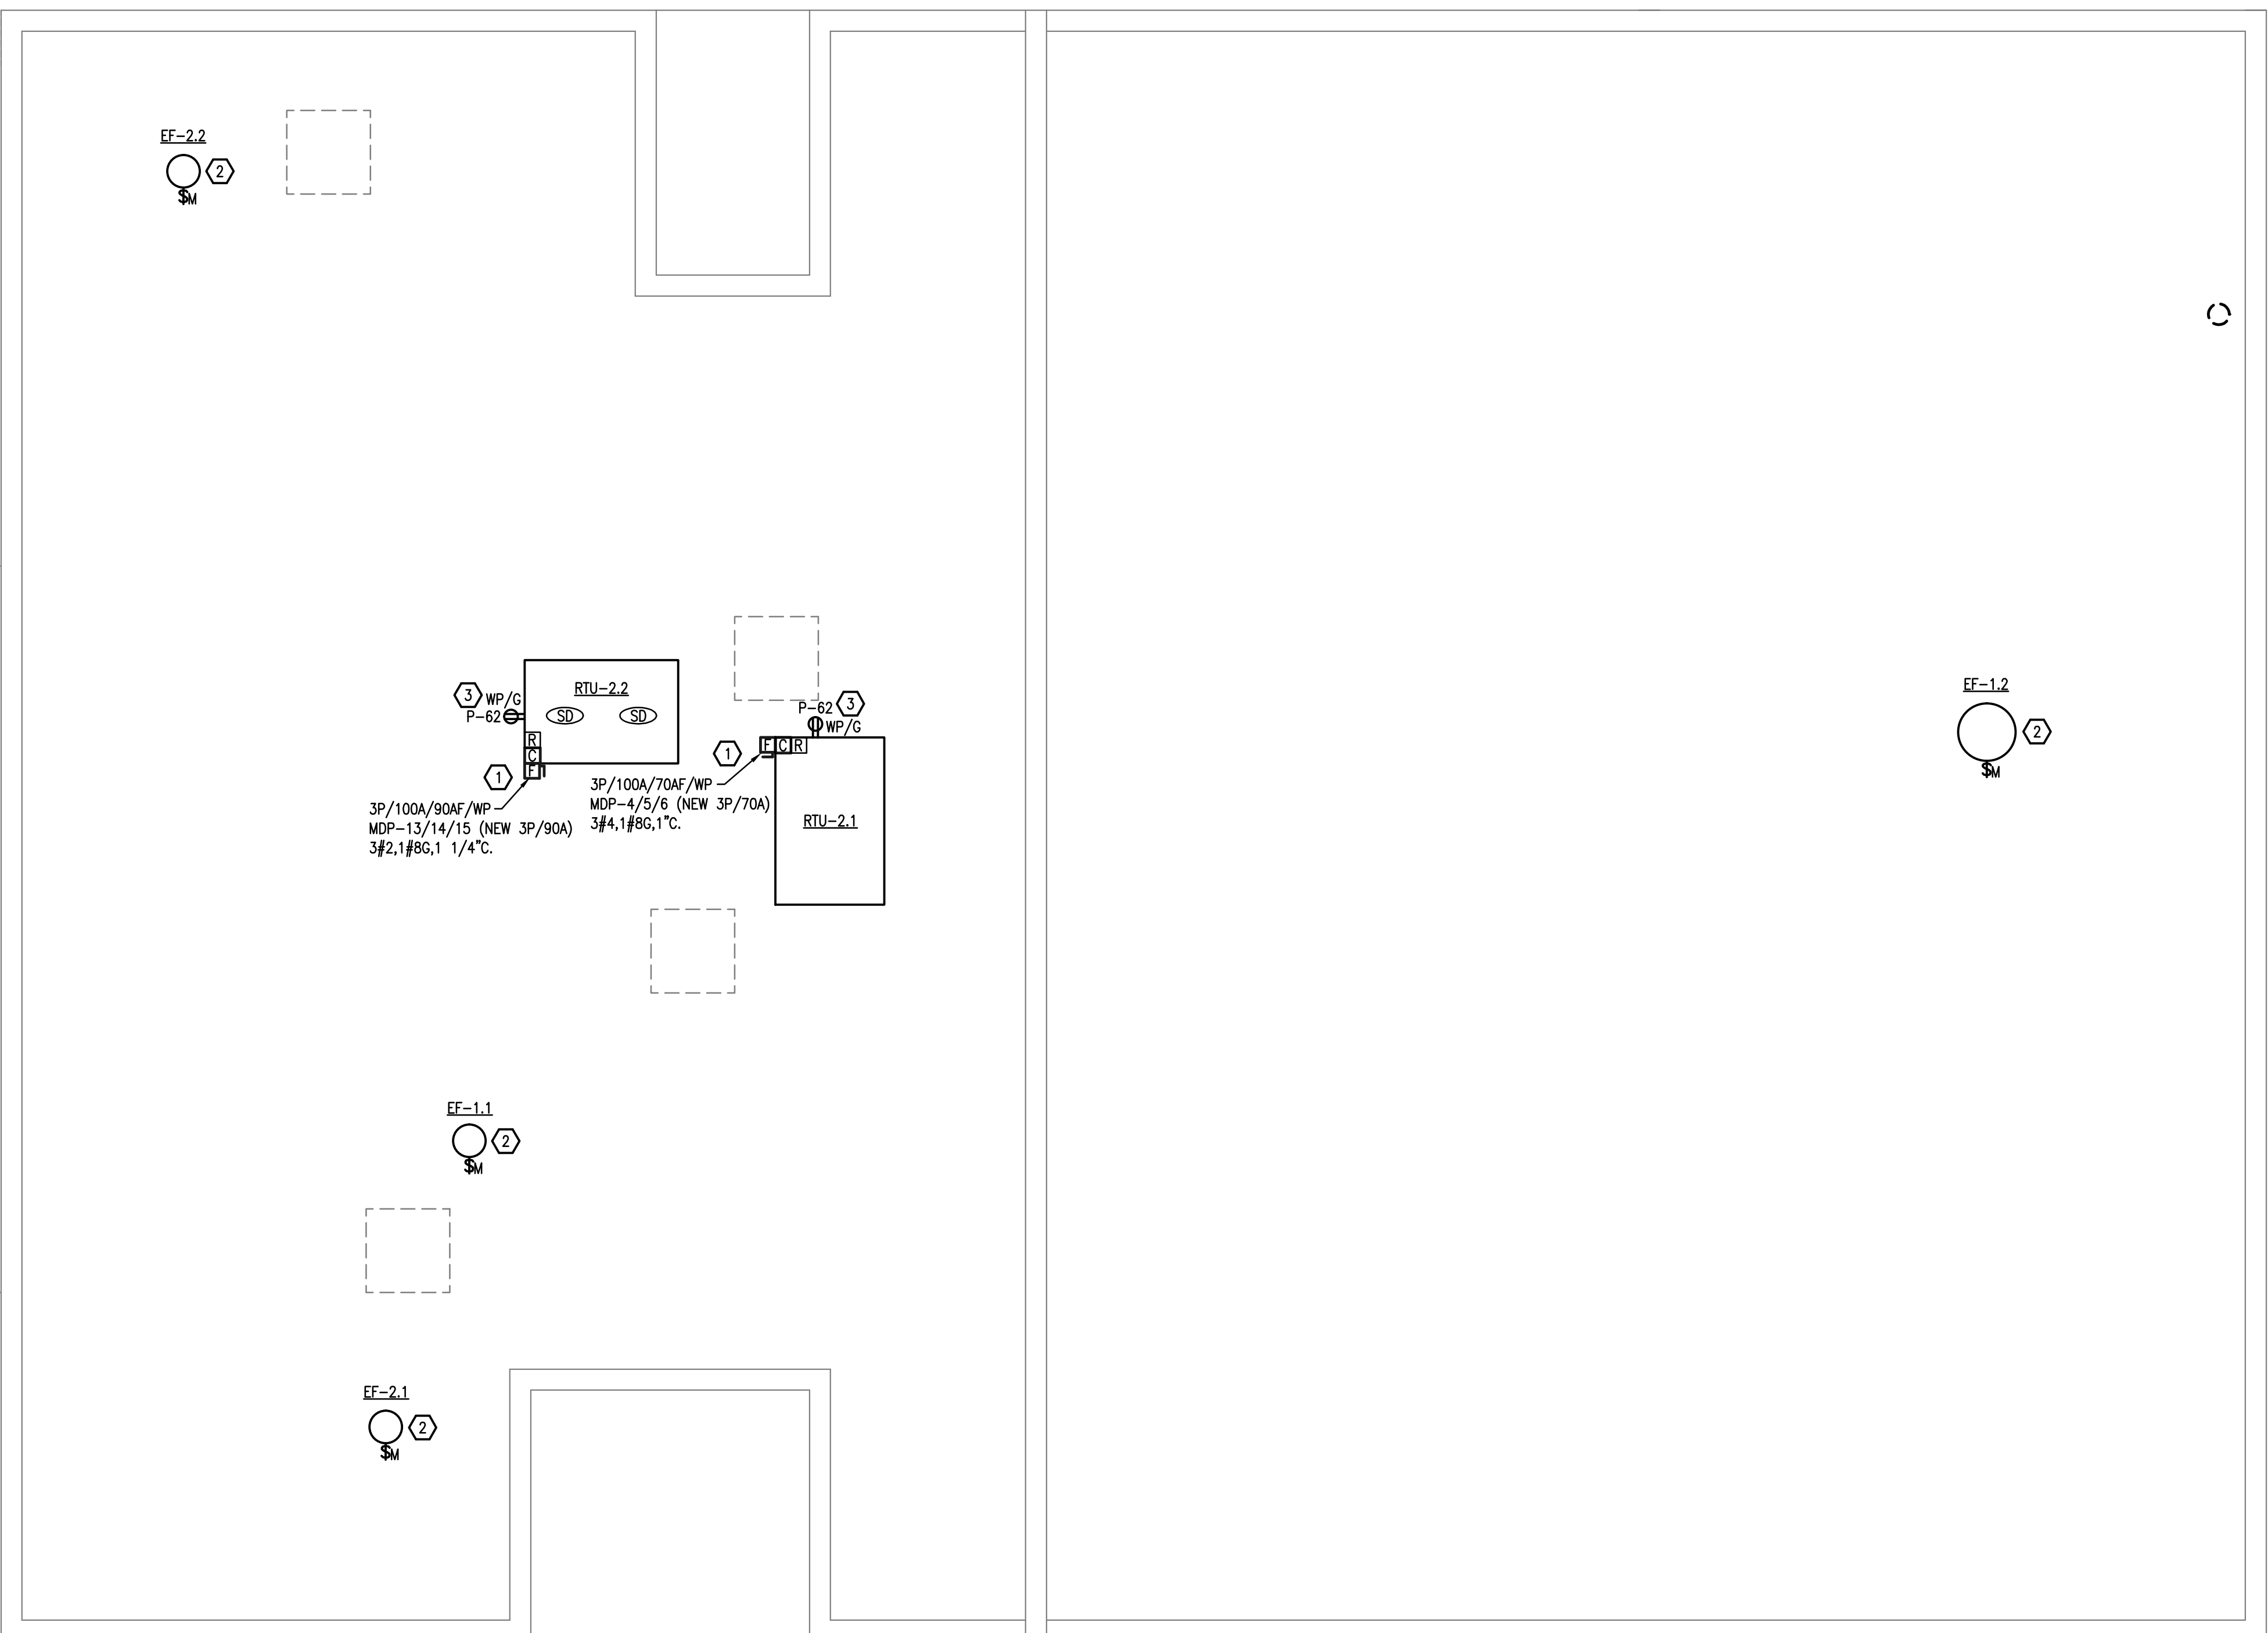 EF-2.2
2
$M
EF-1.2
2
$M
RTU-2.2
SD SD
3
WP/G
P-62
R
C
F
1
3P/100A/90AF/WP
MDP-13/14/15 (NEW 3P/90A)
3#2,1#8G,1 1/4"C.
P-62
3
WP/G
F C R
1
3P/100A/70AF/WP
MDP-4/5/6 (NEW 3P/70A)
3#4,1#8G,1"C.
RTU-2.1
EF-1.1
2
$M
EF-2.1
2
$M